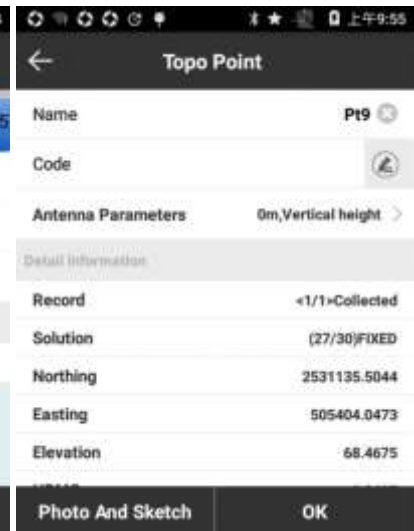 上午9:55
Topo Point
Name Pt9
Code
Antenna Parameters 0m,Vertical height
Detail Information
Record <1/1>Collected
Solution (27/30)FIXED
Northing 2531135.5044
Easting 505404.0473
Elevation 68.4675
Photo And Sketch OK